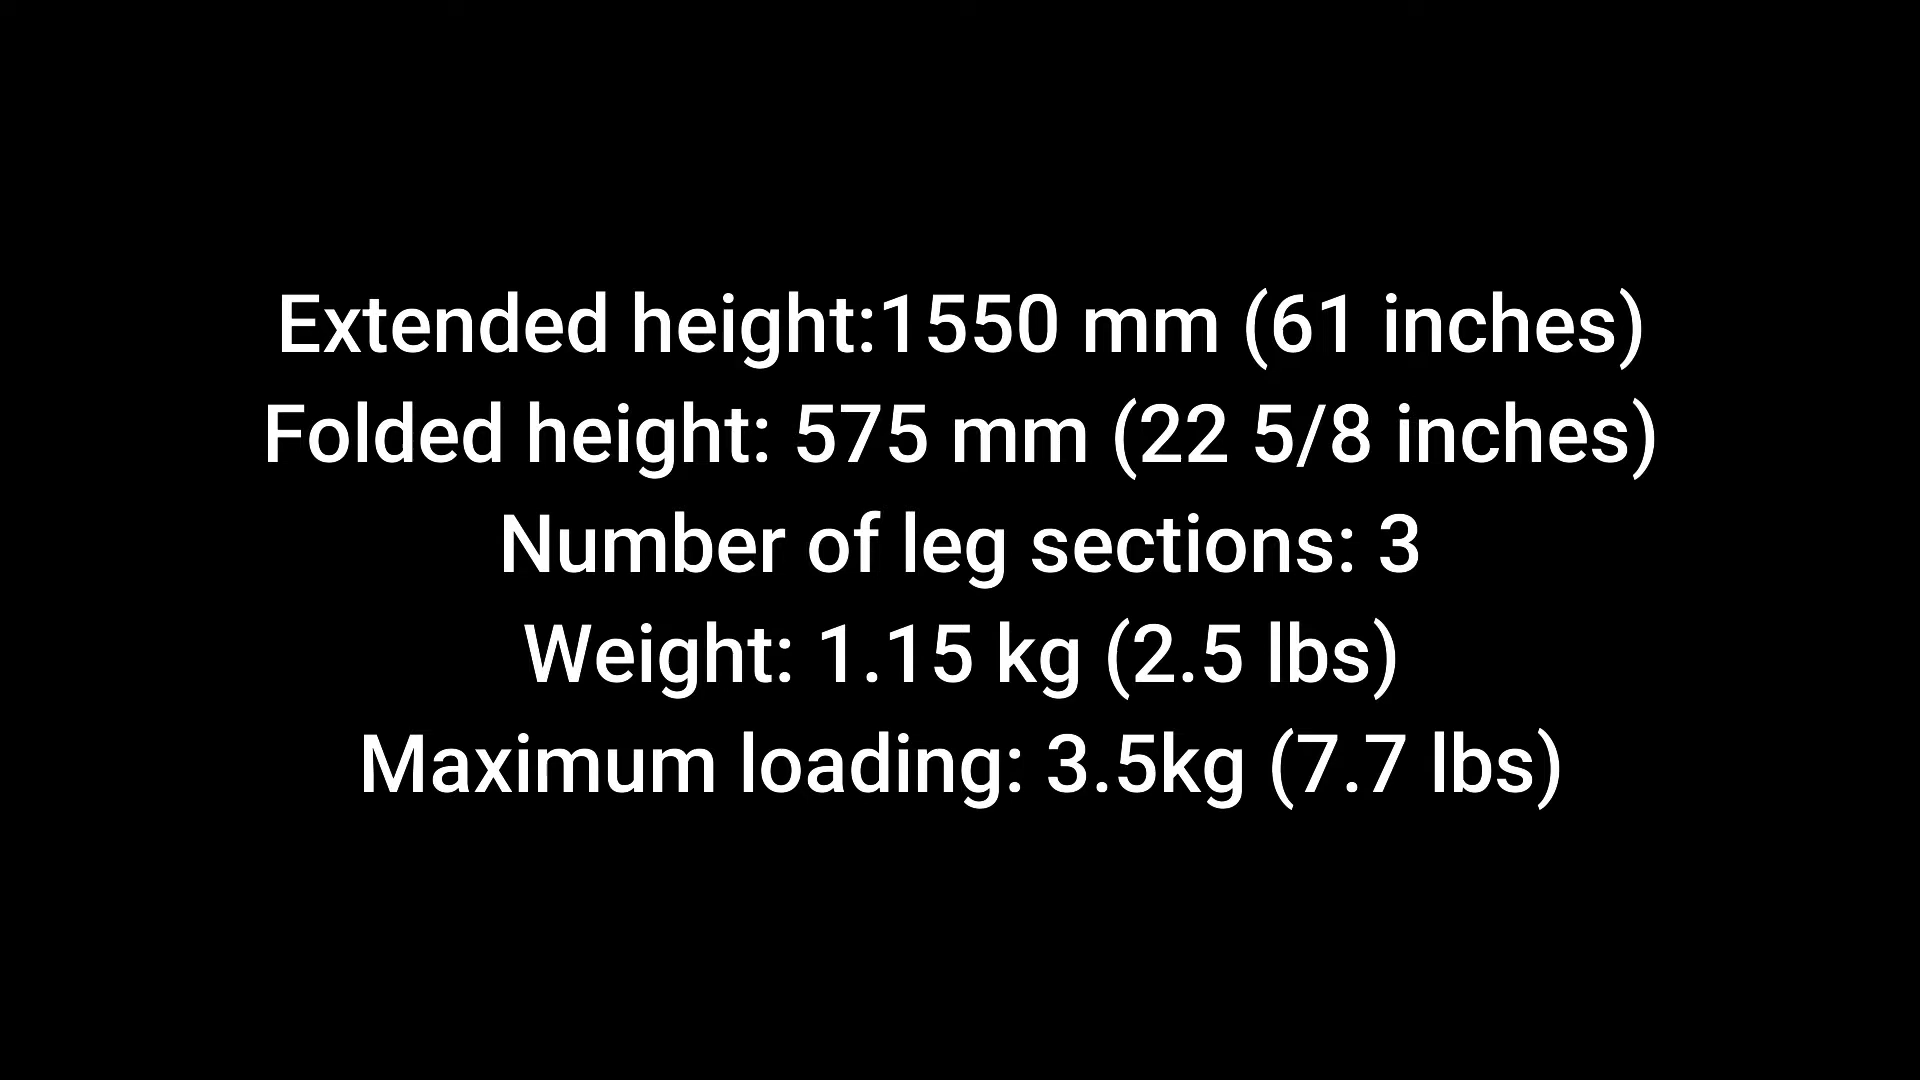 Extended height:1550 mm (61 inches)
Folded height: 575 mm (22 5/8 inches)
Number of leg sections: 3
Weight: 1.15 kg (2.5 lbs)
Maximum loading: 3.5kg (7.7 lbs)